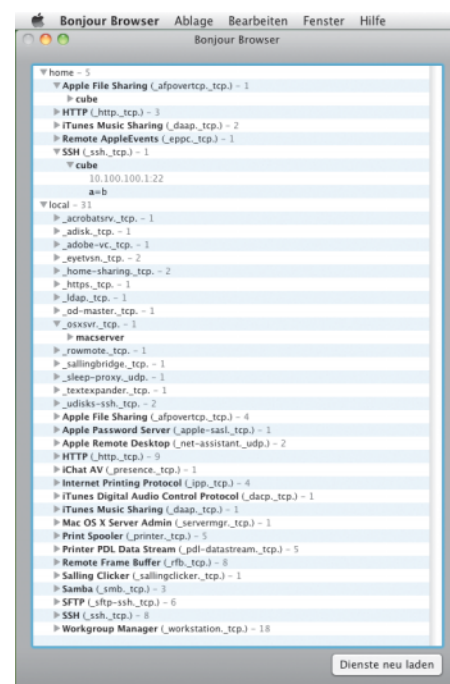 Bonjour Browser Ablage Bearbeiten Fenster Hilfe
Bonjour Browser
home – 5
Apple File Sharing (_afpovertcp._tcp.) – 1
cube
HTTP (_http._tcp.) – 3
iTunes Music Sharing (_daap._tcp.) – 2
Remote AppleEvents (_eppc._tcp.) – 1
SSH (_ssh._tcp.) – 1
cube
10.100.100.1:22
a=b
local – 31
_acrobatsrv._tcp. – 1
_adisk._tcp. – 1
_adobe-vc._tcp. – 1
_eyetvsn._tcp. – 2
_home-sharing._tcp. – 2
_https._tcp. – 1
_ldap._tcp. – 1
_od-master._tcp. – 1
_osxsvr._tcp. – 1
macserver
_rowmote._tcp. – 1
_sallingbridge._tcp. – 1
_sleep-proxy._udp. – 1
_textexpander._tcp. – 1
_udisks-ssh._tcp. – 2
Apple File Sharing (_afpovertcp._tcp.) – 4
Apple Password Server (_apple-sasl._tcp.) – 1
Apple Remote Desktop (_net-assistant._udp.) – 2
HTTP (_http._tcp.) – 9
iChat AV (_presence._tcp.) – 1
Internet Printing Protocol (_ipp._tcp.) – 4
iTunes Digital Audio Control Protocol (_dacp._tcp.) – 1
iTunes Music Sharing (_daap._tcp.) – 1
Mac OS X Server Admin (_servermgr._tcp.) – 1
Print Spooler (_printer._tcp.) – 5
Printer PDL Data Stream (_pdl-datastream._tcp.) – 5
Remote Frame Buffer (_rfb._tcp.) – 8
Salling Clicker (_sallingclicker._tcp.) – 1
Samba (_smb._tcp.) – 3
SFTP (_sftp-ssh._tcp.) – 6
SSH (_ssh._tcp.) – 8
Workgroup Manager (_workstation._tcp.) – 18
Dienste neu laden